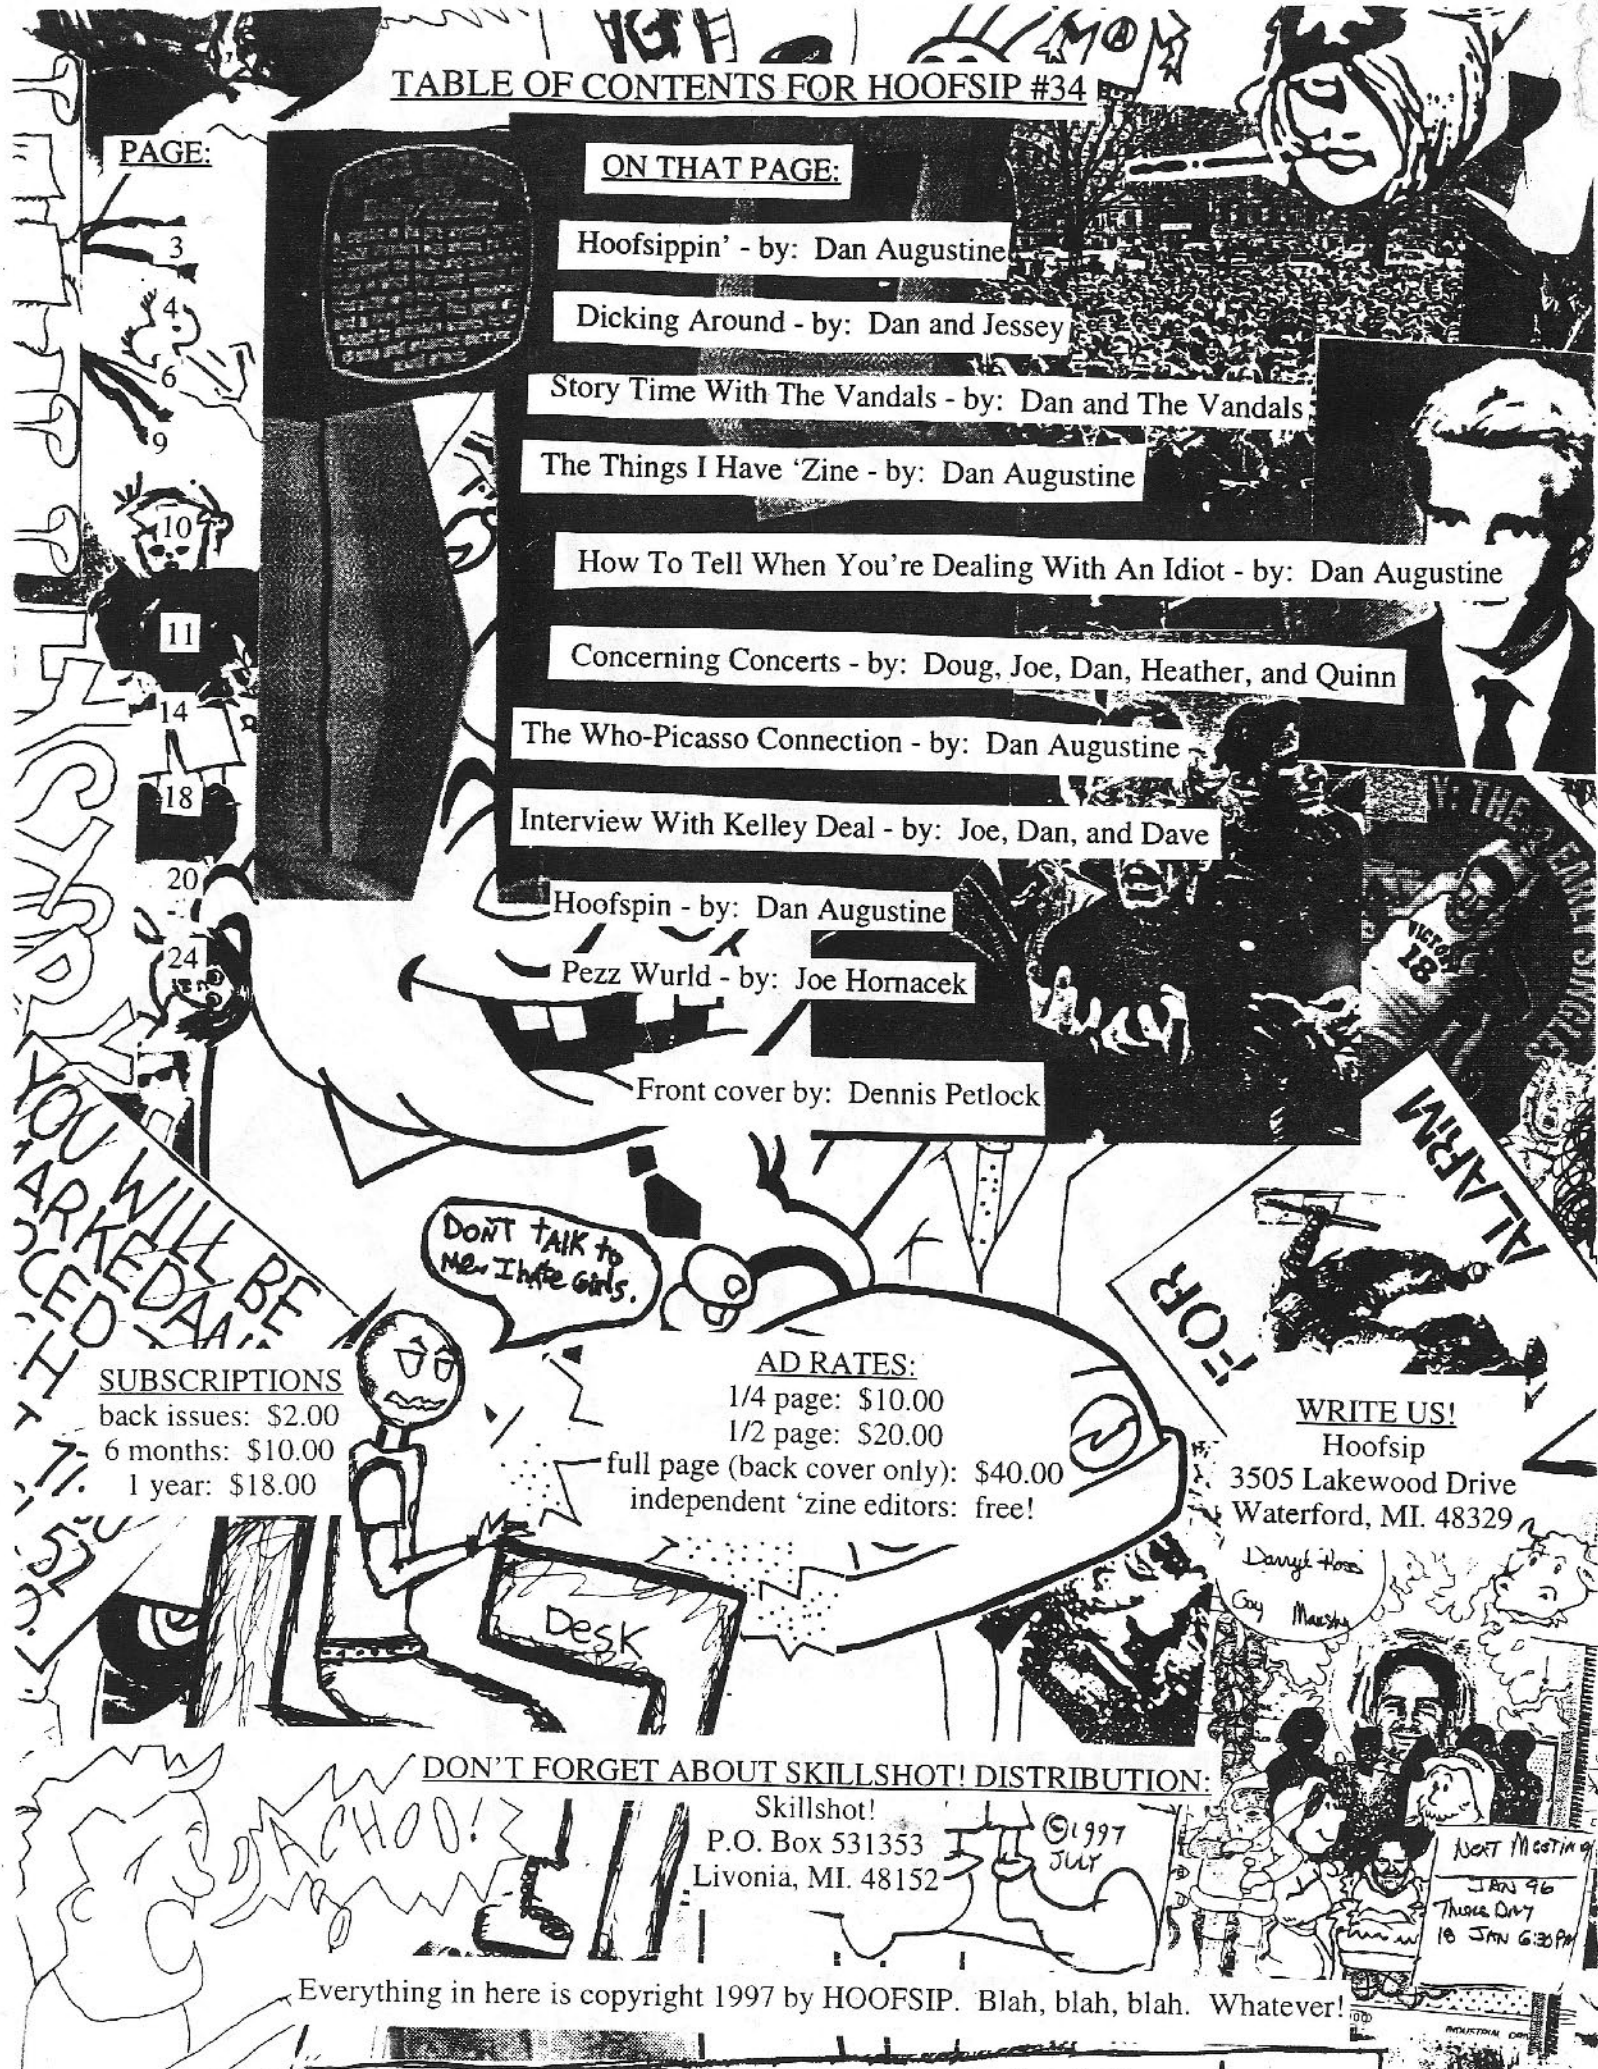 TABLE OF CONTENTS FOR HOOFSIP #34
PAGE:
ON THAT PAGE:
3
Hoofsippin' - by: Dan Augustine
4
Dicking Around - by: Dan and Jessey
6
Story Time With The Vandals - by: Dan and The Vandals
9
The Things I Have 'Zine - by: Dan Augustine
10
How To Tell When You're Dealing With An Idiot - by: Dan Augustine
11
Concerning Concerts - by: Doug, Joe, Dan, Heather, and Quinn
14
The Who-Picasso Connection - by: Dan Augustine
18
Interview With Kelley Deal - by: Joe, Dan, and Dave
20
Hoofspin - by: Dan Augustine
24
Pezz Wurld - by: Joe Hornacek
Front cover by: Dennis Petlock
VICTORY
18
YOU WILL BE
FOR
ALARM
DON'T TALK to
Me. I hate Girls.
SUBSCRIPTIONS
back issues: $2.00
6 months: $10.00
1 year: $18.00
AD RATES:
1/4 page: $10.00
1/2 page: $20.00
full page (back cover only): $40.00
independent 'zine editors: free!
WRITE US!
Hoofsip
3505 Lakewood Drive
Waterford, MI. 48329
Desk
DON'T FORGET ABOUT SKILLSHOT! DISTRIBUTION:
Skillshot!
P.O. Box 531353
Livonia, MI. 48152
ACHOO!
©1997
JULY
NEXT MEETING
JAN 96
18 JAN 6:30 PM
Everything in here is copyright 1997 by HOOFSIP. Blah, blah, blah. Whatever!